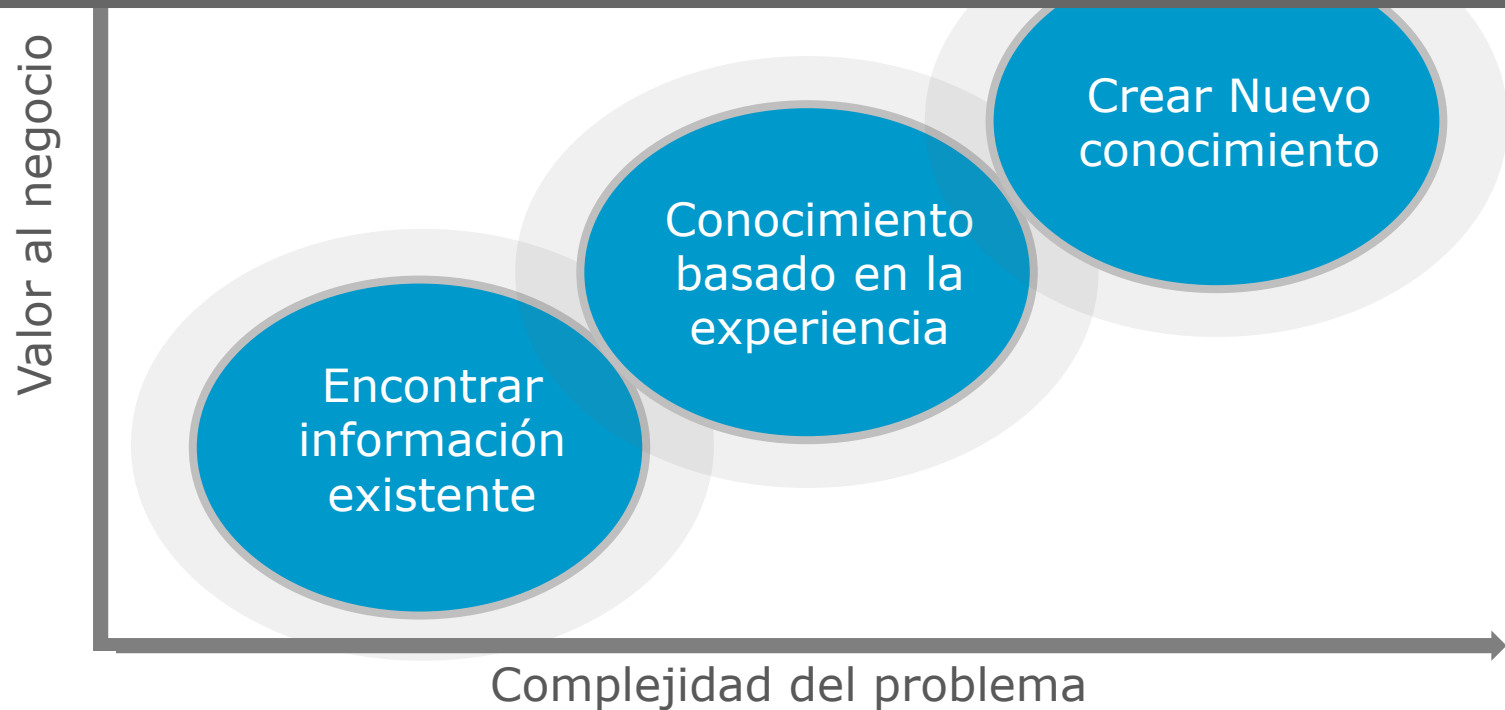 Valor al negocio
Crear Nuevo
conocimiento
Conocimiento
basado en la
experiencia
Encontrar
información
existente
Complejidad del problema